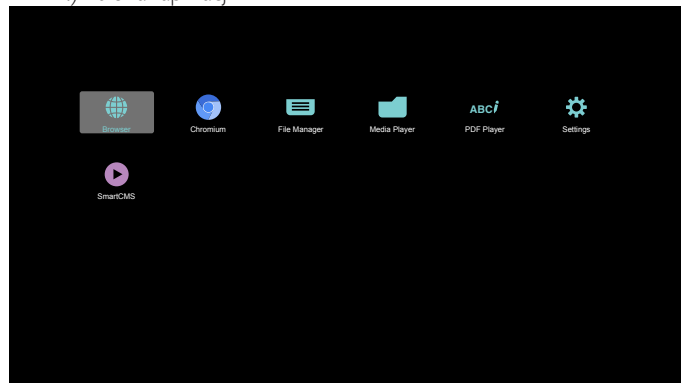 Browser
Chromium
File Manager
Media Player
ABCi
PDF Player
Settings
SmartCMS